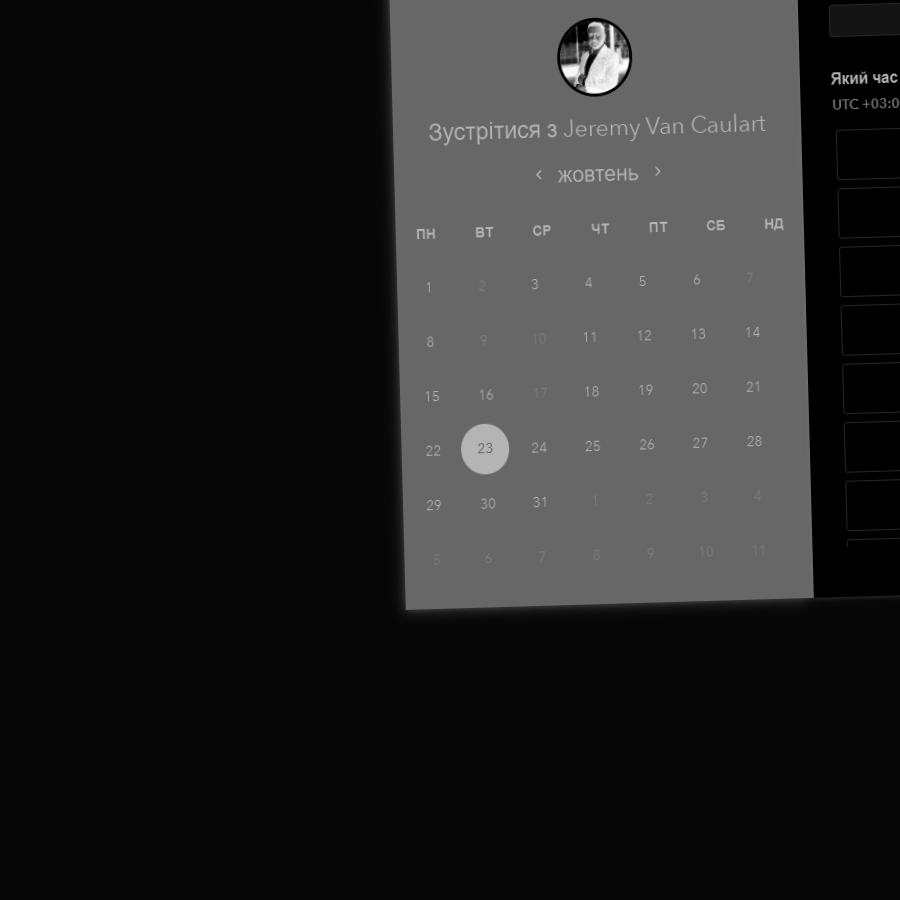 Зустрітися з Jeremy Van Caulart
‹ жовтень ›
ПН ВТ СР ЧТ ПТ СБ НД
1 2 3 4 5 6 7
8 9 10 11 12 13 14
15 16 17 18 19 20 21
22 23 24 25 26 27 28
29 30 31 1 2 3 4
5 6 7 8 9 10 11
Який час
UTC +03:0